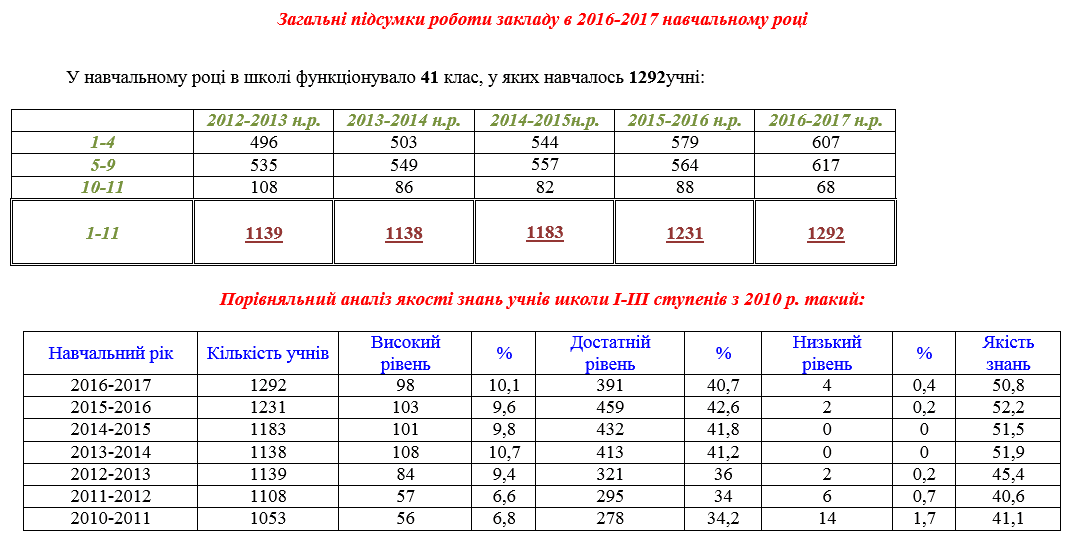 Загальні підсумки роботи закладу в 2016-2017 навчальному році
У навчальному році в школі функціонувало 41 клас, у яких навчалось 1292учні:
2012-2013 н.р. 2013-2014 н.р. 2014-2015н.р. 2015-2016 н.р. 2016-2017 н.р.
1-4 496 503 544 579 607
5-9 535 549 557 564 617
10-11 108 86 82 88 68
1-11 1139 1138 1183 1231 1292
Порівняльний аналіз якості знань учнів школи І-ІІІ ступенів з 2010 р. такий:
Навчальний рік Кількість учнів Високий рівень % Достатній рівень % Низький рівень % Якість знань
2016-2017 1292 98 10,1 391 40,7 4 0,4 50,8
2015-2016 1231 103 9,6 459 42,6 2 0,2 52,2
2014-2015 1183 101 9,8 432 41,8 0 0 51,5
2013-2014 1138 108 10,7 413 41,2 0 0 51,9
2012-2013 1139 84 9,4 321 36 2 0,2 45,4
2011-2012 1108 57 6,6 295 34 6 0,7 40,6
2010-2011 1053 56 6,8 278 34,2 14 1,7 41,1